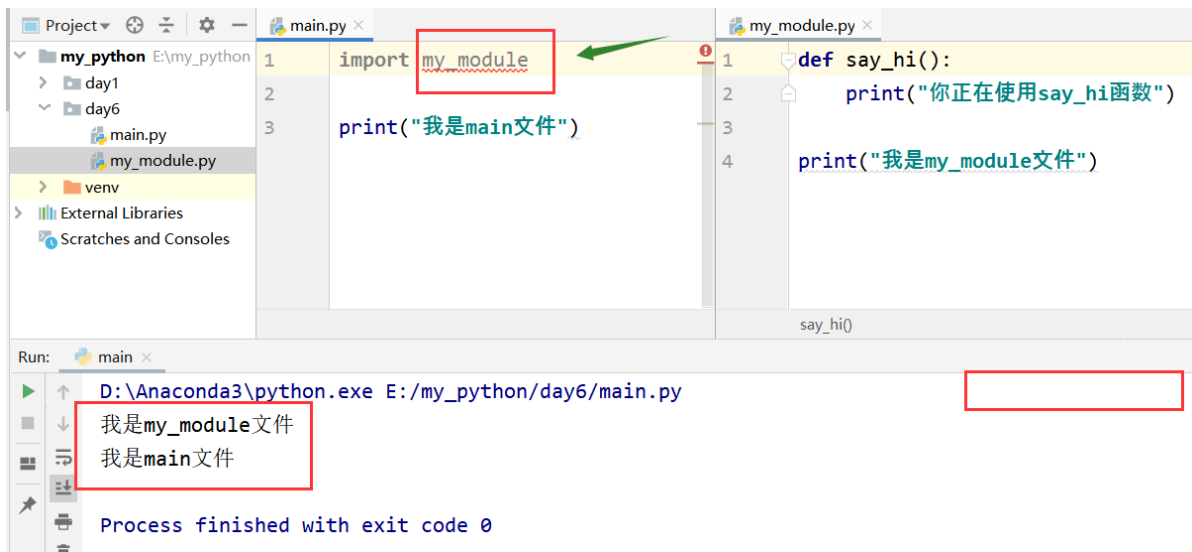 Project
main.py
my_module.py
my_python E:\my_python
day1
day6
main.py
my_module.py
venv
External Libraries
Scratches and Consoles
1 import my_module
2
3 print("我是main文件")
1 def say_hi():
2 print("你正在使用say_hi函数")
3
4 print("我是my_module文件")
say_hi()
Run: main
D:\Anaconda3\python.exe E:/my_python/day6/main.py
我是my_module文件
我是main文件
Process finished with exit code 0